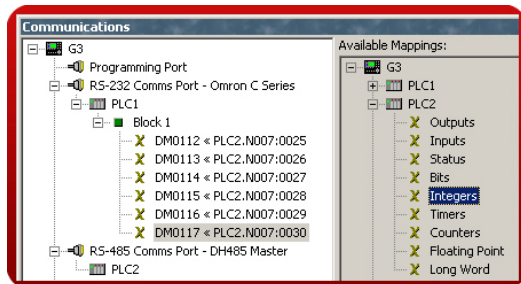 Communications
G3
Programming Port
RS-232 Comms Port - Omron C Series
PLC1
Block 1
DM0112 « PLC2.N007:0025
DM0113 « PLC2.N007:0026
DM0114 « PLC2.N007:0027
DM0115 « PLC2.N007:0028
DM0116 « PLC2.N007:0029
DM0117 « PLC2.N007:0030
RS-485 Comms Port - DH485 Master
PLC2
Available Mappings:
G3
PLC1
PLC2
Outputs
Inputs
Status
Bits
Integers
Timers
Counters
Floating Point
Long Word